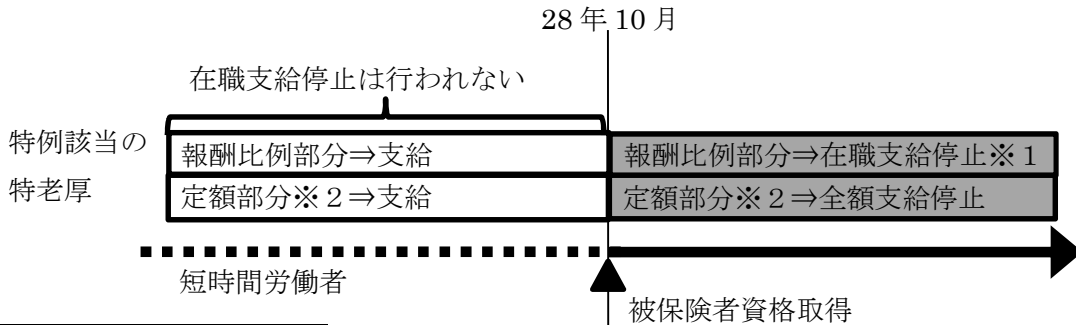 28年10月
在職支給停止は行われない
特例該当の
特老厚
報酬比例部分⇒支給
報酬比例部分⇒在職支給停止※1
定額部分※2⇒支給
定額部分※2⇒全額支給停止
短時間労働者
被保険者資格取得